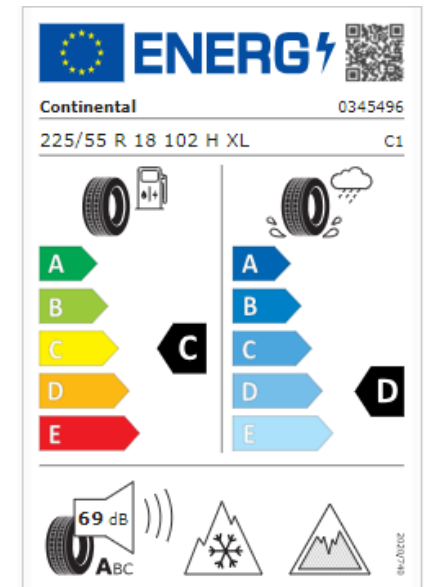 ENERG
Continental 0345496
225/55 R 18 102 H XL C1
A A
B B
C C C
D D D
E E
69 dB
ABC
2020/740